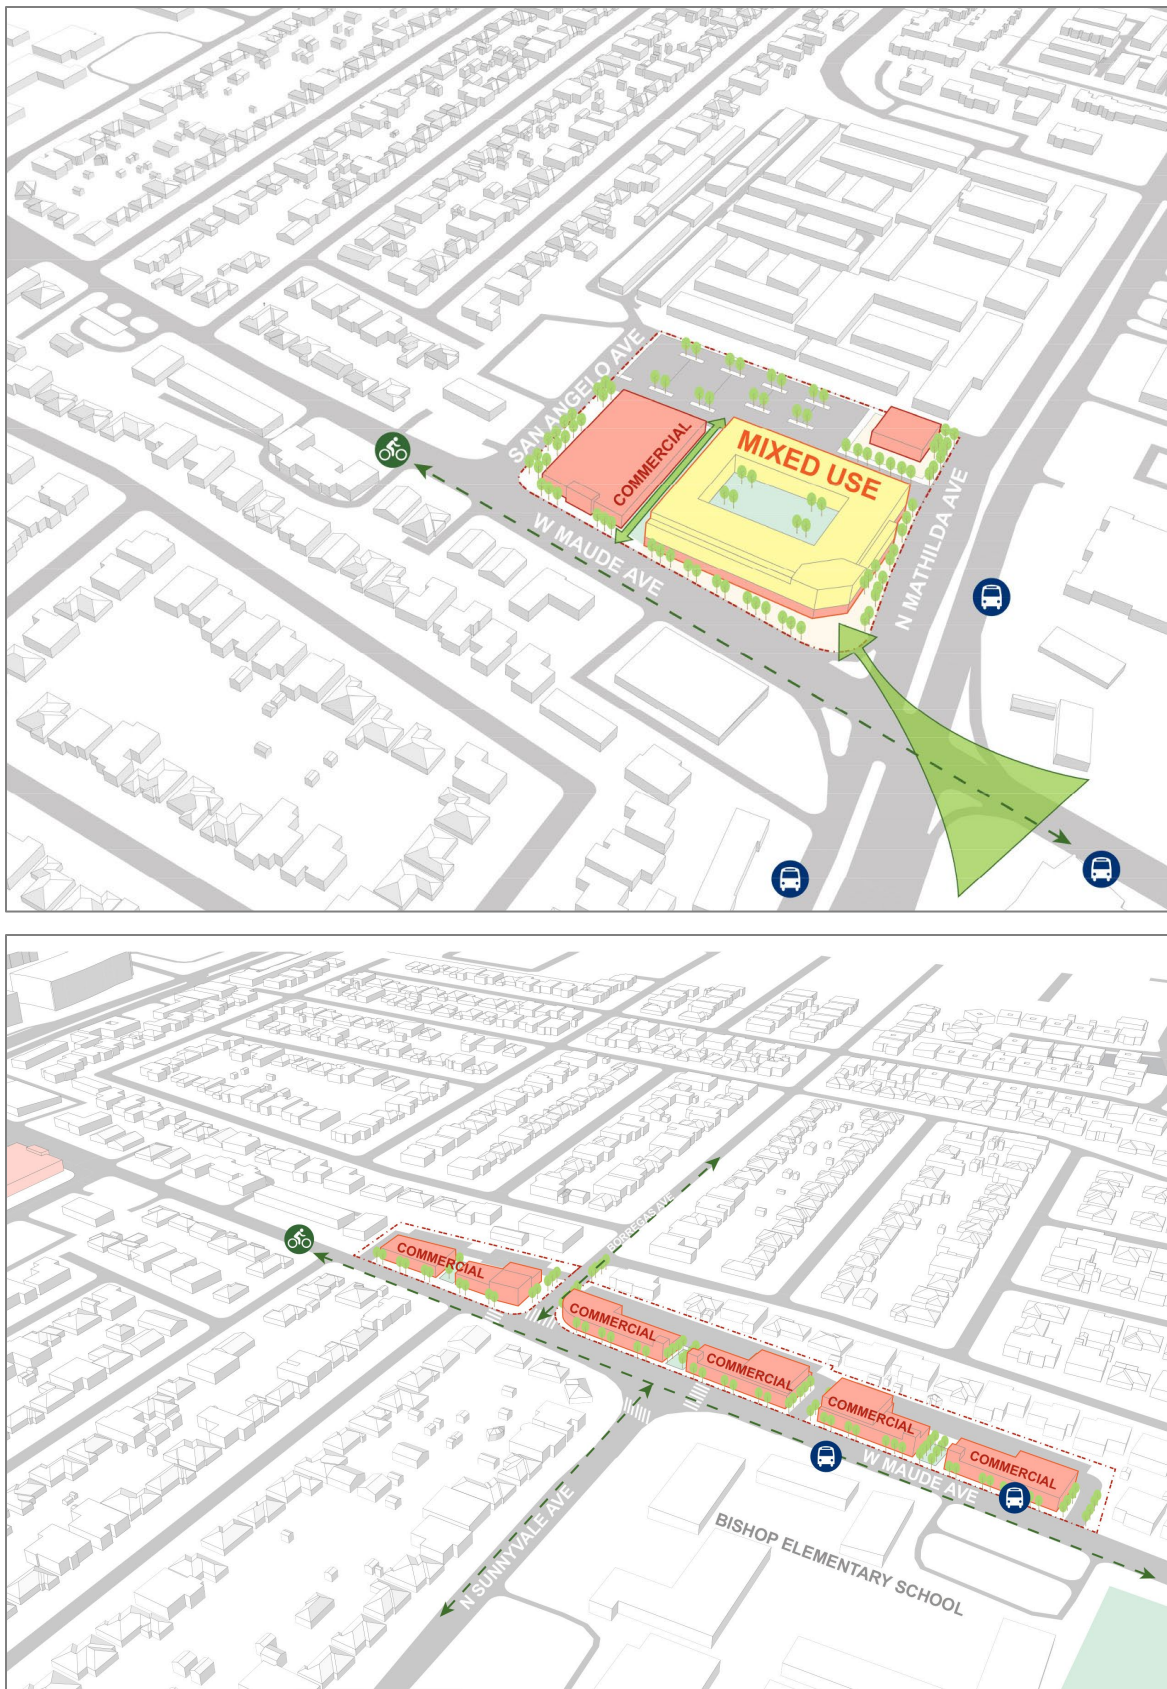 SAN ANGELO AVE
COMMERCIAL
MIXED USE
W MAUDE AVE
N MATHILDA AVE
BORREGAS AVE
COMMERCIAL
COMMERCIAL
COMMERCIAL
COMMERCIAL
COMMERCIAL
W MAUDE AVE
N SUNNYVALE AVE
BISHOP ELEMENTARY SCHOOL